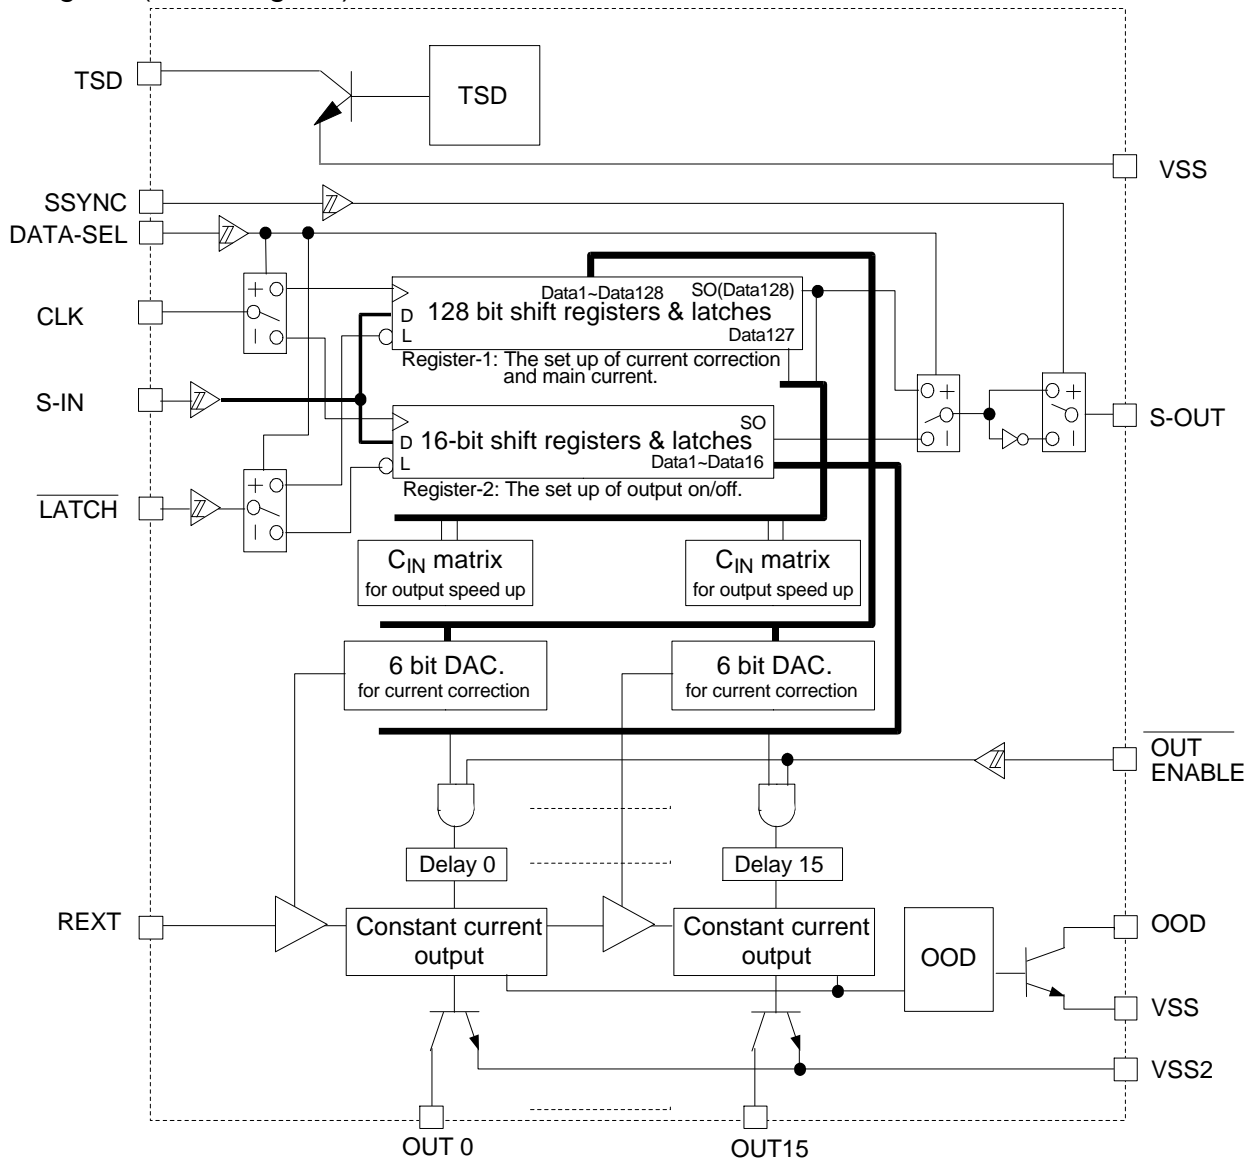 TSD
TSD
VSS
SSYNC
DATA-SEL
CLK
+
−
Data1~Data128
SO(Data128)
D 128 bit shift registers & latches
L
Data127
Register-1: The set up of current correction
and main current.
S-IN
SO
D 16-bit shift registers & latches
L
Data1~Data16
Register-2: The set up of output on/off.
+
−
+
−
S-OUT
LATCH
+
−
CIN matrix
for output speed up
CIN matrix
for output speed up
6 bit DAC.
for current correction
6 bit DAC.
for current correction
OUT
ENABLE
Delay 0
Delay 15
REXT
Constant current
output
Constant current
output
OOD
OOD
VSS
VSS2
OUT 0
OUT15